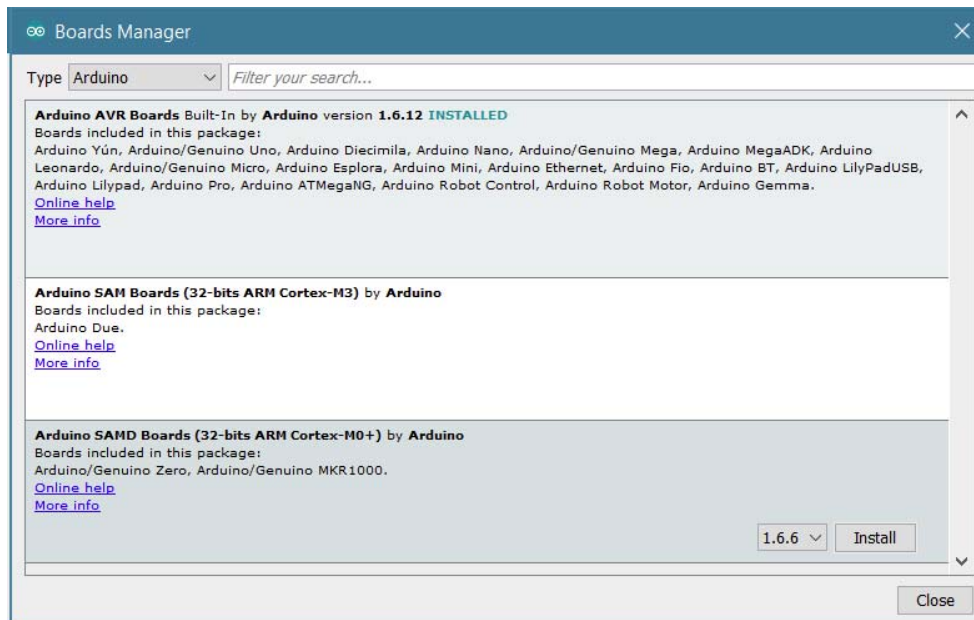 Boards Manager
Type Arduino Filter your search...
Arduino AVR Boards Built-In by Arduino version 1.6.12 INSTALLED
Boards included in this package:
Arduino Yún, Arduino/Genuino Uno, Arduino Diecimila, Arduino Nano, Arduino/Genuino Mega, Arduino MegaADK, Arduino
Leonardo, Arduino/Genuino Micro, Arduino Esplora, Arduino Mini, Arduino Ethernet, Arduino Fio, Arduino BT, Arduino LilyPadUSB,
Arduino Lilypad, Arduino Pro, Arduino ATMegaNG, Arduino Robot Control, Arduino Robot Motor, Arduino Gemma.
Online help
More info
Arduino SAM Boards (32-bits ARM Cortex-M3) by Arduino
Boards included in this package:
Arduino Due.
Online help
More info
Arduino SAMD Boards (32-bits ARM Cortex-M0+) by Arduino
Boards included in this package:
Arduino/Genuino Zero, Arduino/Genuino MKR1000.
Online help
More info
1.6.6 Install
Close